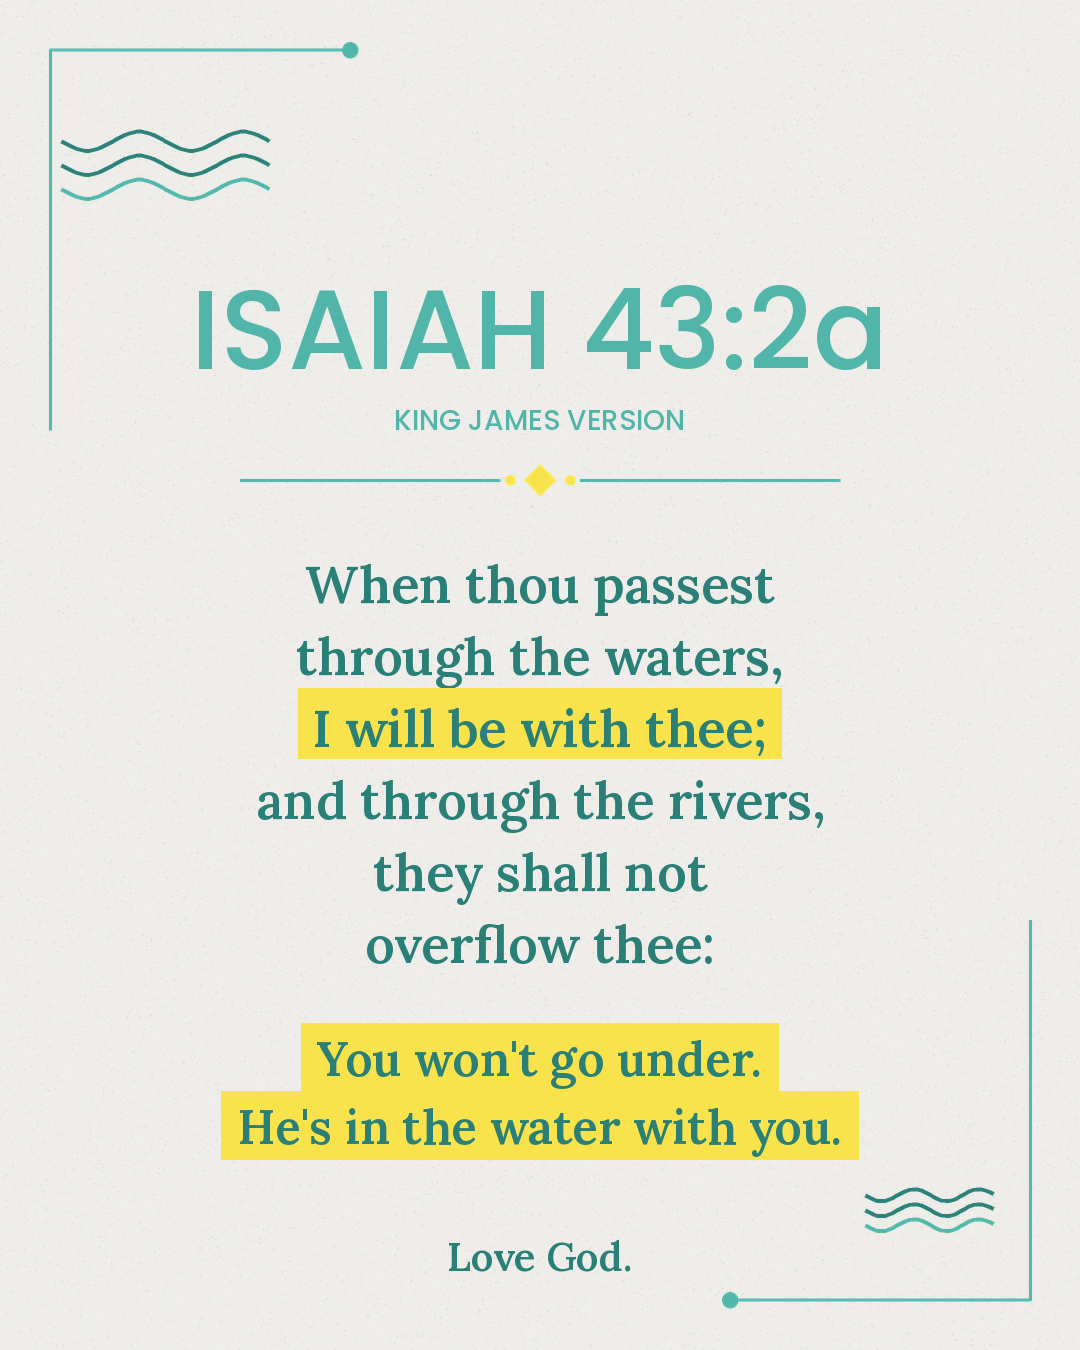 ISAIAH 43:2a
KING JAMES VERSION
When thou passest
through the waters,
I will be with thee;
and through the rivers,
they shall not
overflow thee:
You won't go under.
He's in the water with you.
Love God.